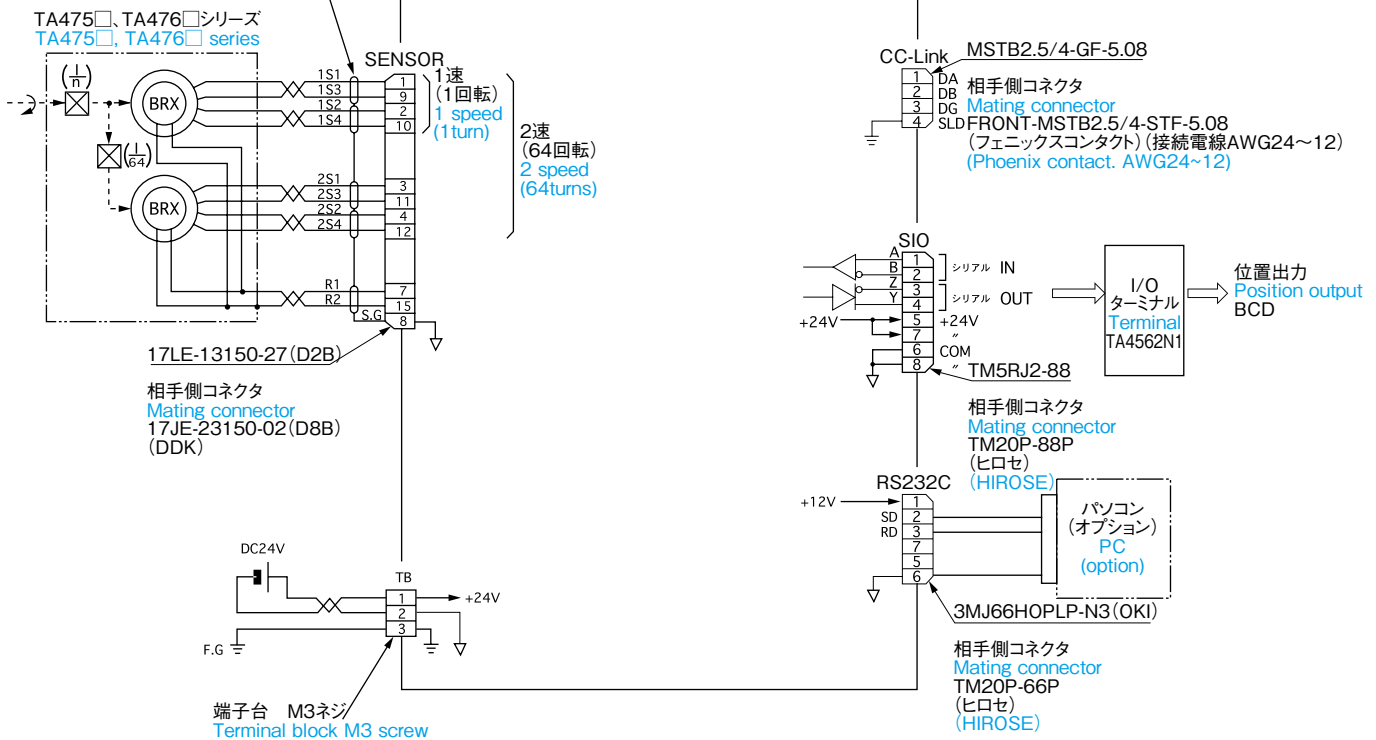 TA475□、TA476□シリーズ
TA475□, TA476□ series
(1/n)
BRX
(1/64)
BRX
SENSOR
1S1
1S3
1S2
1S4
1
9
2
10
1速
(1回転)
1 speed
(1turn)
2速
(64回転)
2 speed
(64turns)
2S1
2S3
2S2
2S4
3
11
4
12
R1
R2
S.G
7
15
8
17LE-13150-27(D2B)
相手側コネクタ
Mating connector
17JE-23150-02(D8B)
(DDK)
DC24V
TB
1
2
3
+24V
F.G
端子台 M3ネジ
Terminal block M3 screw
CC-Link
MSTB2.5/4-GF-5.08
1 DA
2 DB
3 DG
4 SLD
相手側コネクタ
Mating connector
FRONT-MSTB2.5/4-STF-5.08
(フェニックスコンタクト)(接続電線AWG24～12)
(Phoenix contact. AWG24~12)
SIO
A 1
B 2
Z 3
Y 4
シリアル IN
シリアル OUT
+24V 5 +24V
7 〃
6 COM
8 〃
TM5RJ2-88
相手側コネクタ
Mating connector
TM20P-88P
(ヒロセ)
(HIROSE)
I/O
ターミナル
Terminal
TA4562N1
位置出力
Position output
BCD
RS232C
+12V 1
SD 2
RD 3
7
5
6
パソコン
(オプション)
PC
(option)
3MJ66HOPLP-N3(OKI)
相手側コネクタ
Mating connector
TM20P-66P
(ヒロセ)
(HIROSE)